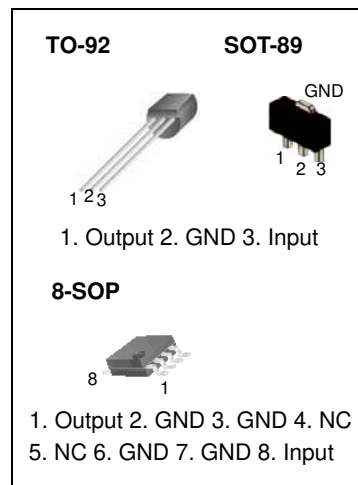 TO-92 SOT-89
GND
1 2 3
1 2 3
1. Output 2. GND 3. Input
8-SOP
8
1
1. Output 2. GND 3. GND 4. NC
5. NC 6. GND 7. GND 8. Input